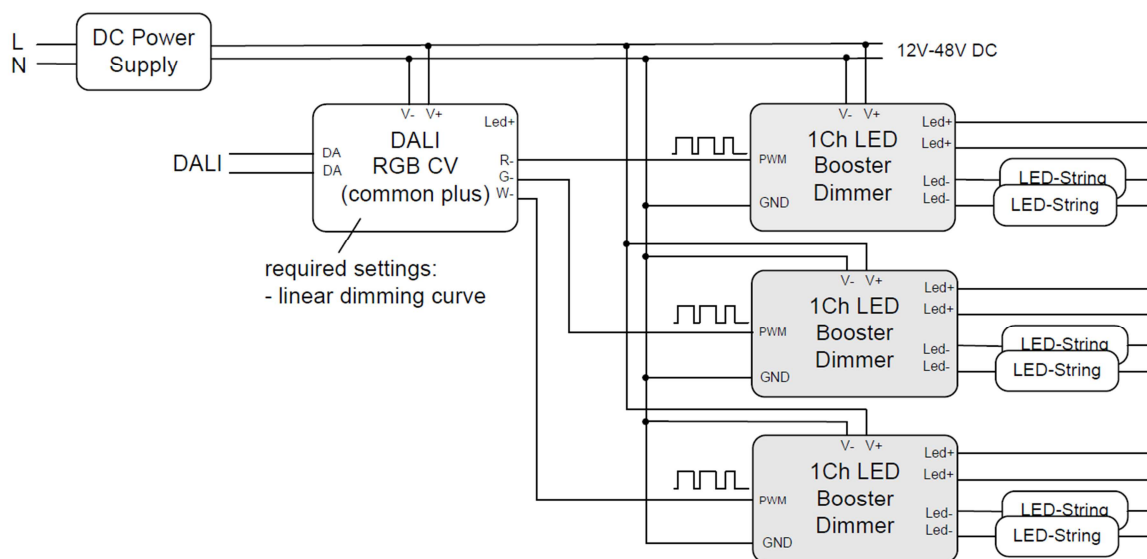 L
N
DC Power
Supply
12V-48V DC
V- V+
Led+
DALI
RGB CV
(common plus)
DA
DA
R-
G-
W-
DALI
required settings:
- linear dimming curve
V- V+
1Ch LED
Booster
Dimmer
PWM
GND
Led+
Led+
Led-
Led-
LED-String
LED-String
V- V+
1Ch LED
Booster
Dimmer
PWM
GND
Led+
Led+
Led-
Led-
LED-String
LED-String
V- V+
1Ch LED
Booster
Dimmer
PWM
GND
Led+
Led+
Led-
Led-
LED-String
LED-String